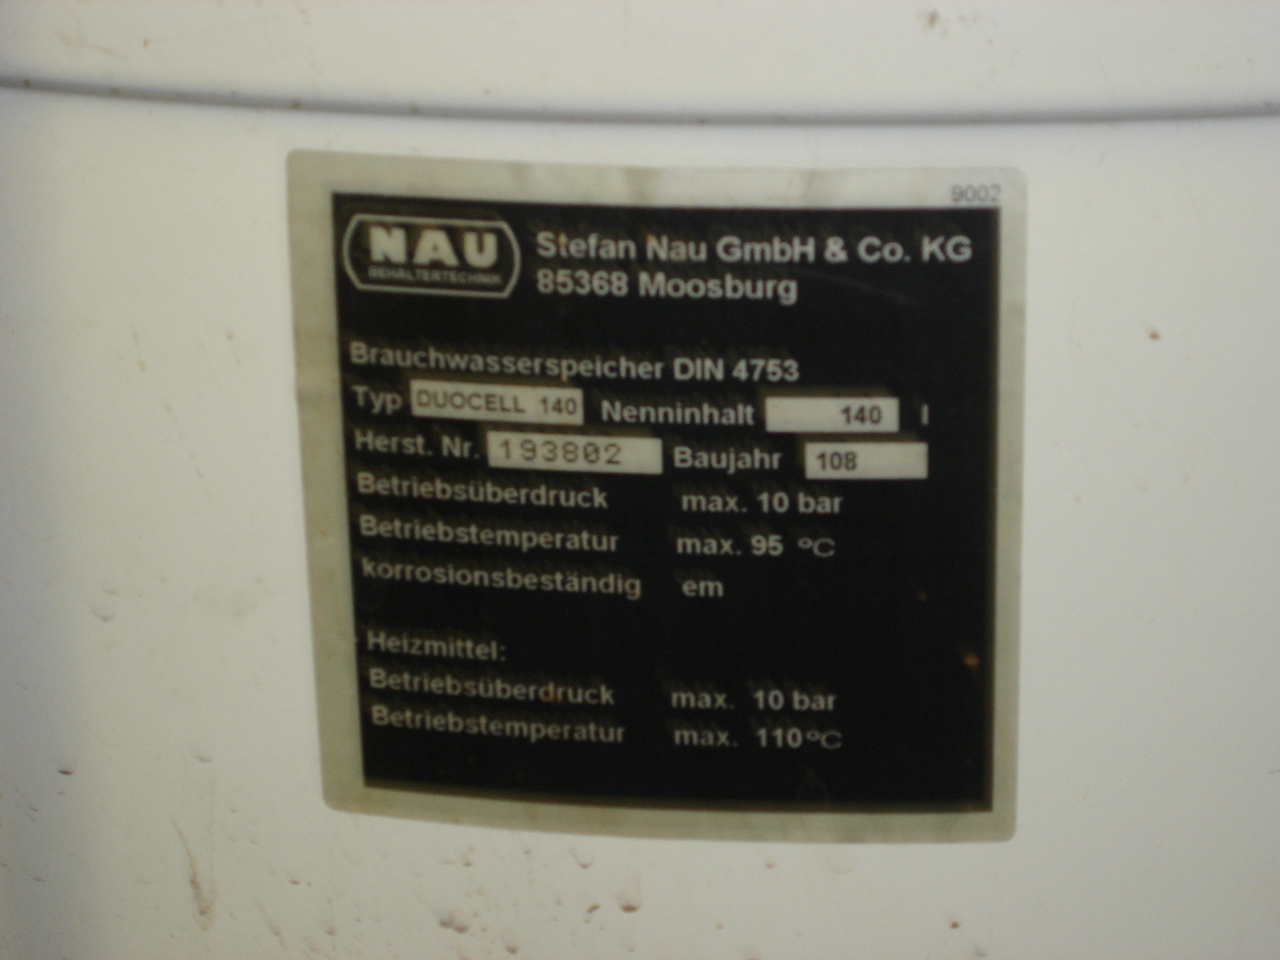 9002
NAU
BEHÄLTERTECHNIK
Stefan Nau GmbH & Co. KG
85368 Moosburg
Brauchwasserspeicher DIN 4753
Typ DUOCELL 140 Nenninhalt 140 l
Herst. Nr. 193802 Baujahr 108
Betriebsüberdruck max. 10 bar
Betriebstemperatur max. 95 °C
korrosionsbeständig em
Heizmittel:
Betriebsüberdruck max. 10 bar
Betriebstemperatur max. 110°C